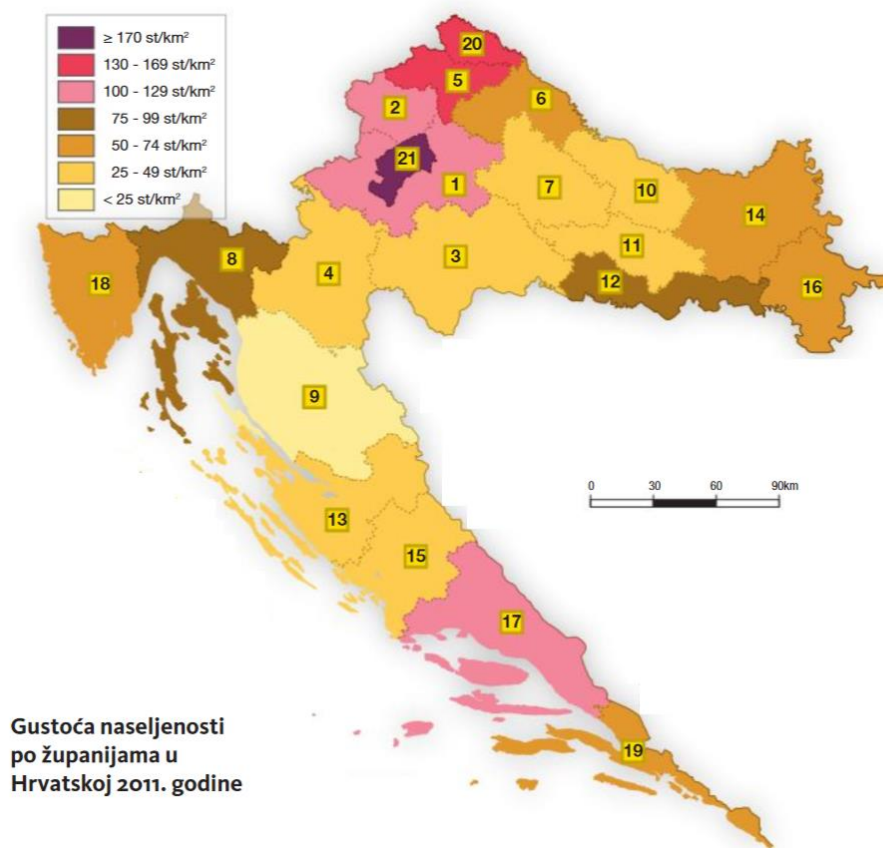 ≥ 170 st/km²
130 - 169 st/km²
100 - 129 st/km²
75 - 99 st/km²
50 - 74 st/km²
25 - 49 st/km²
< 25 st/km²
20
5
2
6
21
1
7
10
14
11
8
4
3
18
12
16
9
0 30 60 90km
13
15
17
19
Gustoća naseljenosti
po županijama u
Hrvatskoj 2011. godine